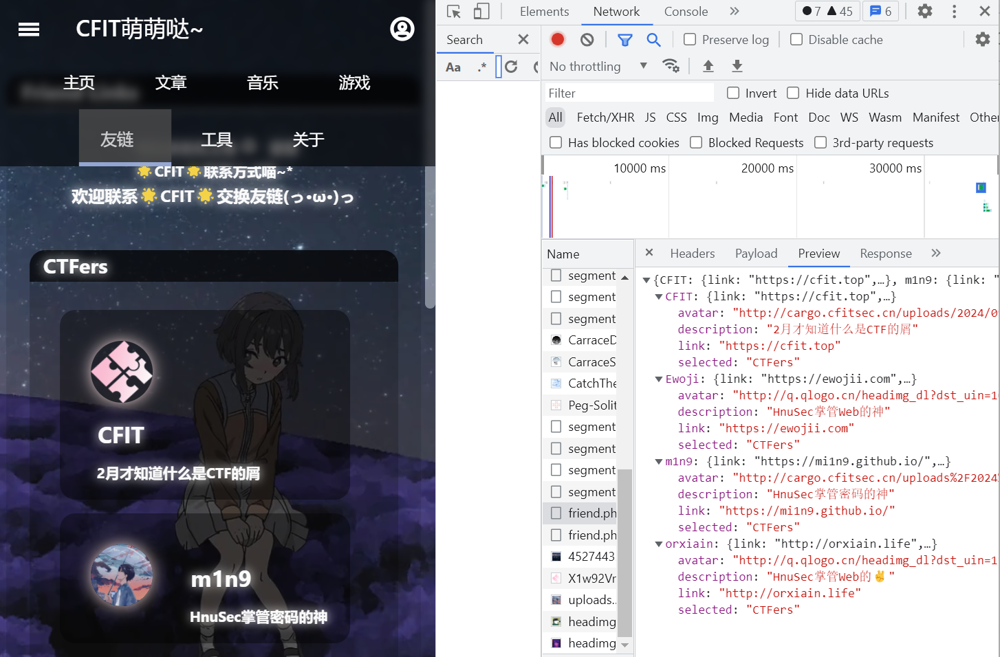 CFIT萌萌哒~
主页 文章 音乐 游戏
Friend Links
友链 工具 关于
🌟CFIT🌟联系方式喵~*
欢迎联系🌟CFIT🌟交换友链(っ•ω•)っ
CTFers
CFIT
2月才知道什么是CTF的屑
m1n9
HnuSec掌管密码的神
Elements Network Console » 7 45 6
Search
Aa .*
Preserve log Disable cache
No throttling
Filter Invert Hide data URLs
All Fetch/XHR JS CSS Img Media Font Doc WS Wasm Manifest Other
Has blocked cookies Blocked Requests 3rd-party requests
10000 ms 20000 ms 30000 ms
Name
segment
segment
segment
CarraceD
CarraceS
CatchThe
Peg-Solit
segment
segment
segment
segment
friend.ph
friend.ph
4527443
X1w92Vr
uploads..
headimg
headimg
Headers Payload Preview Response »
{CFIT: {link: "https://cfit.top",…}, m1n9: {link: "
CFIT: {link: "https://cfit.top",…}
avatar: "http://cargo.cfitsec.cn/uploads/2024/0
description: "2月才知道什么是CTF的屑"
link: "https://cfit.top"
selected: "CTFers"
Ewoji: {link: "https://ewojii.com",…}
avatar: "http://q.qlogo.cn/headimg_dl?dst_uin=1
description: "HnuSec掌管Web的神"
link: "https://ewojii.com"
selected: "CTFers"
m1n9: {link: "https://mi1n9.github.io/",…}
avatar: "http://cargo.cfitsec.cn/uploads%2F2024
description: "HnuSec掌管密码的神"
link: "https://mi1n9.github.io/"
selected: "CTFers"
orxiain: {link: "http://orxiain.life",…}
avatar: "http://q.qlogo.cn/headimg_dl?dst_uin=1
description: "HnuSec掌管Web的✌"
link: "http://orxiain.life"
selected: "CTFers"